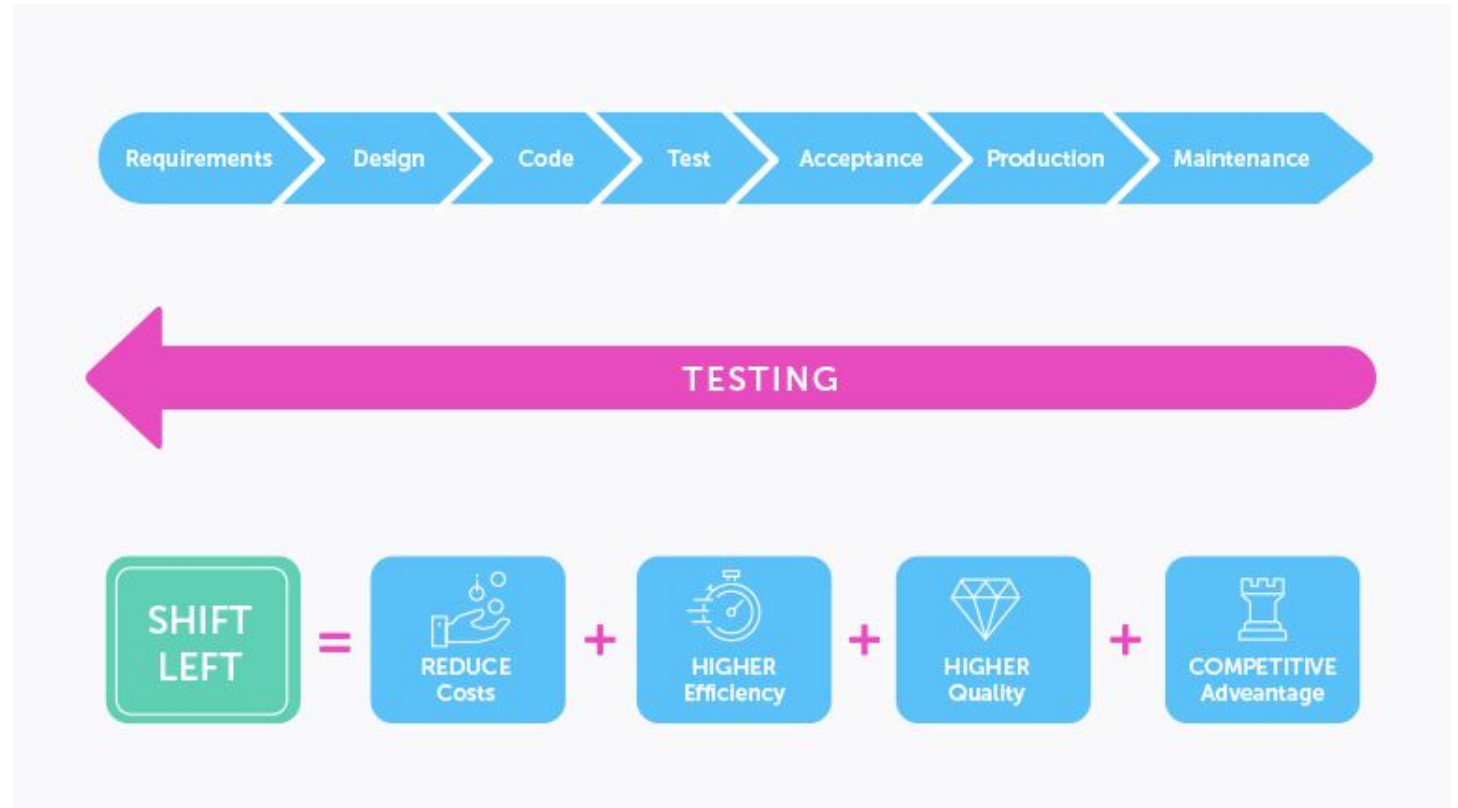 Requirements Design Code Test Acceptance Production Maintenance
TESTING
SHIFT
LEFT
=
REDUCE
Costs
+
HIGHER
Efficiency
+
HIGHER
Quality
+
COMPETITIVE
Adveantage